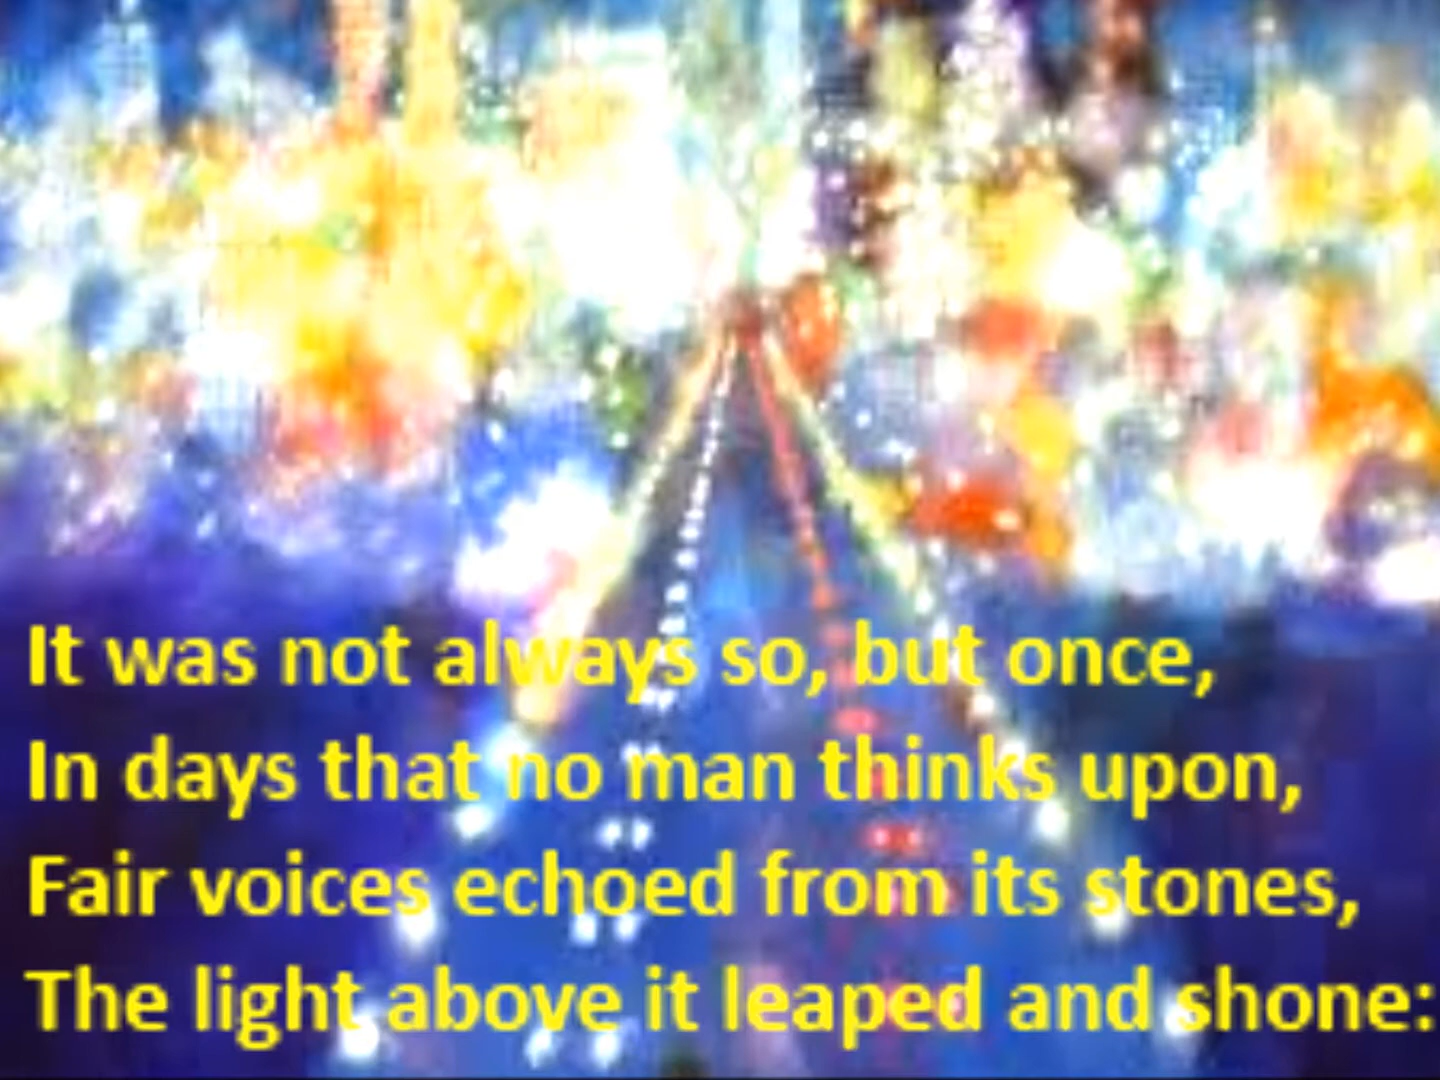 It was not always so, but once,
In days that no man thinks upon,
Fair voices echoed from its stones,
The light above it leaped and shone: